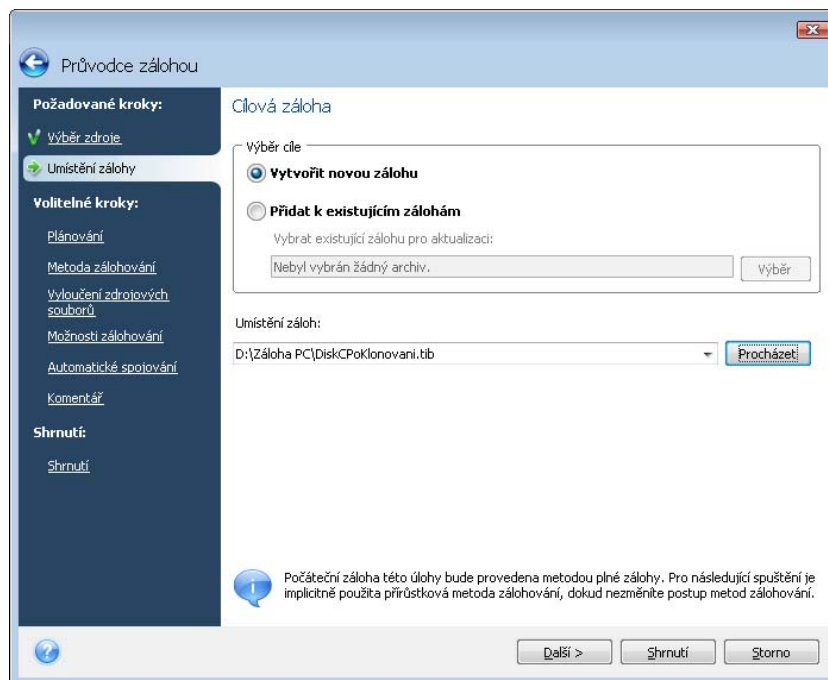 Průvodce zálohou
Požadované kroky:
Výběr zdroje
Umístění zálohy
Volitelné kroky:
Plánování
Metoda zálohování
Vyloučení zdrojových
souborů
Možnosti zálohování
Automatické spojování
Komentář
Shrnutí:
Shrnutí
Cílová záloha
Výběr cíle
Vytvořit novou zálohu
Přidat k existujícím zálohám
Vybrat existující zálohu pro aktualizaci:
Nebyl vybrán žádný archiv.
Výběr
Umístění záloh:
D:\Záloha PC\DiskCPoKlonovani.tib
Procházet
Počáteční záloha této úlohy bude provedena metodou plné zálohy. Pro následující spuštění je
implicitně použita přírůstková metoda zálohování, dokud nezměníte postup metod zálohování.
Další >
Shrnutí
Storno